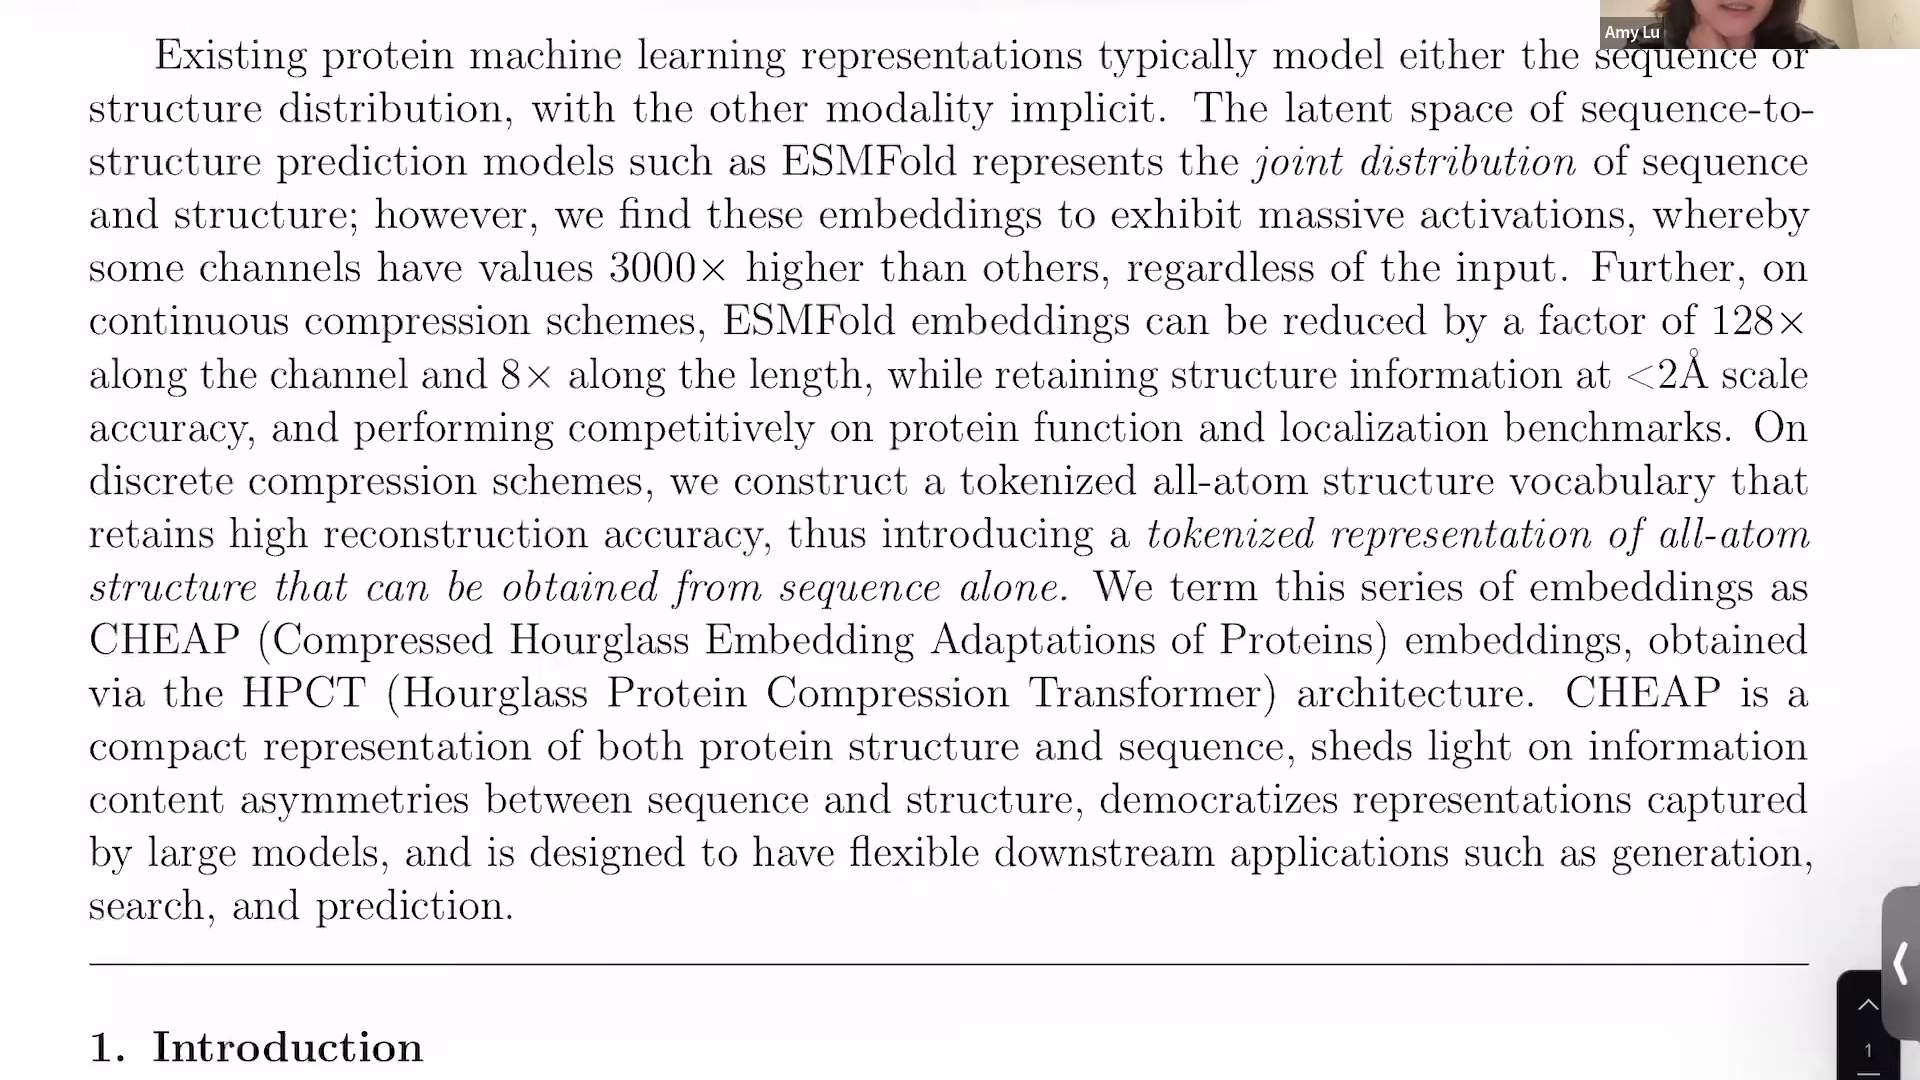 Amy Lu
Existing protein machine learning representations typically model either the sequence or
structure distribution, with the other modality implicit. The latent space of sequence-to-
structure prediction models such as ESMFold represents the joint distribution of sequence
and structure; however, we find these embeddings to exhibit massive activations, whereby
some channels have values 3000× higher than others, regardless of the input. Further, on
continuous compression schemes, ESMFold embeddings can be reduced by a factor of 128×
along the channel and 8× along the length, while retaining structure information at <2Å scale
accuracy, and performing competitively on protein function and localization benchmarks. On
discrete compression schemes, we construct a tokenized all-atom structure vocabulary that
retains high reconstruction accuracy, thus introducing a tokenized representation of all-atom
structure that can be obtained from sequence alone. We term this series of embeddings as
CHEAP (Compressed Hourglass Embedding Adaptations of Proteins) embeddings, obtained
via the HPCT (Hourglass Protein Compression Transformer) architecture. CHEAP is a
compact representation of both protein structure and sequence, sheds light on information
content asymmetries between sequence and structure, democratizes representations captured
by large models, and is designed to have flexible downstream applications such as generation,
search, and prediction.
1. Introduction
1